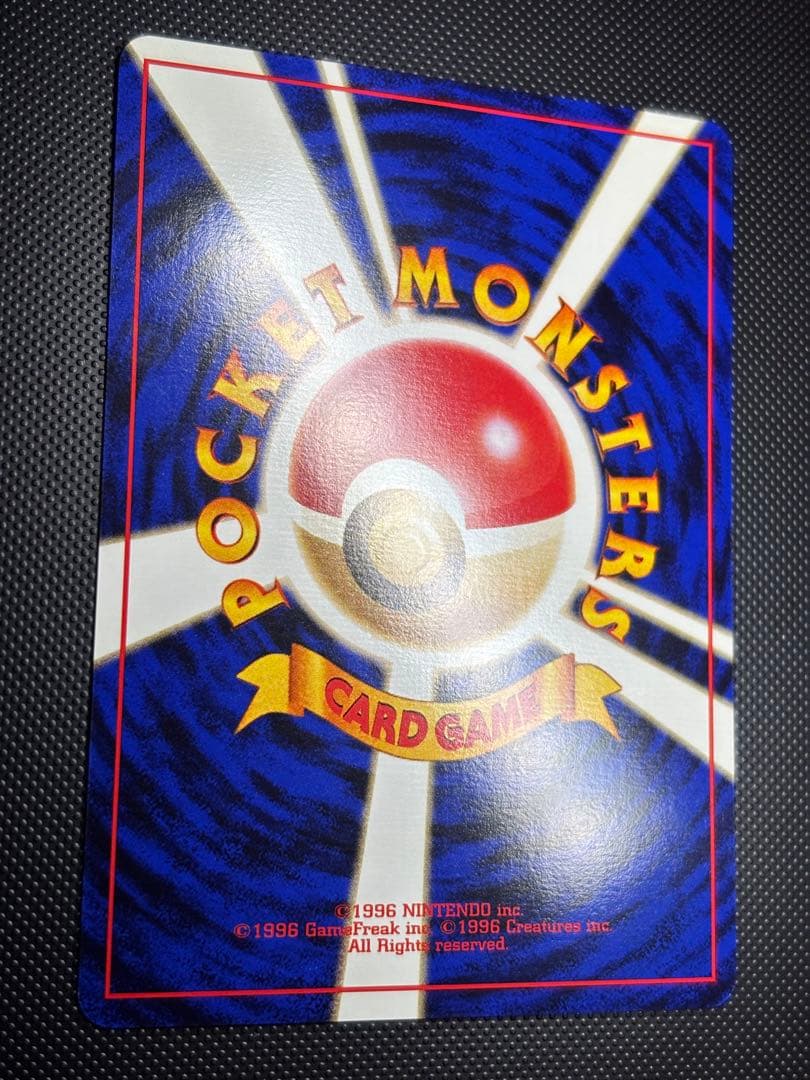 POCKET MONSTERS
CARD GAME
©1996 NINTENDO inc.
©1996 GameFreak inc. ©1996 Creatures inc.
All Rights reserved.